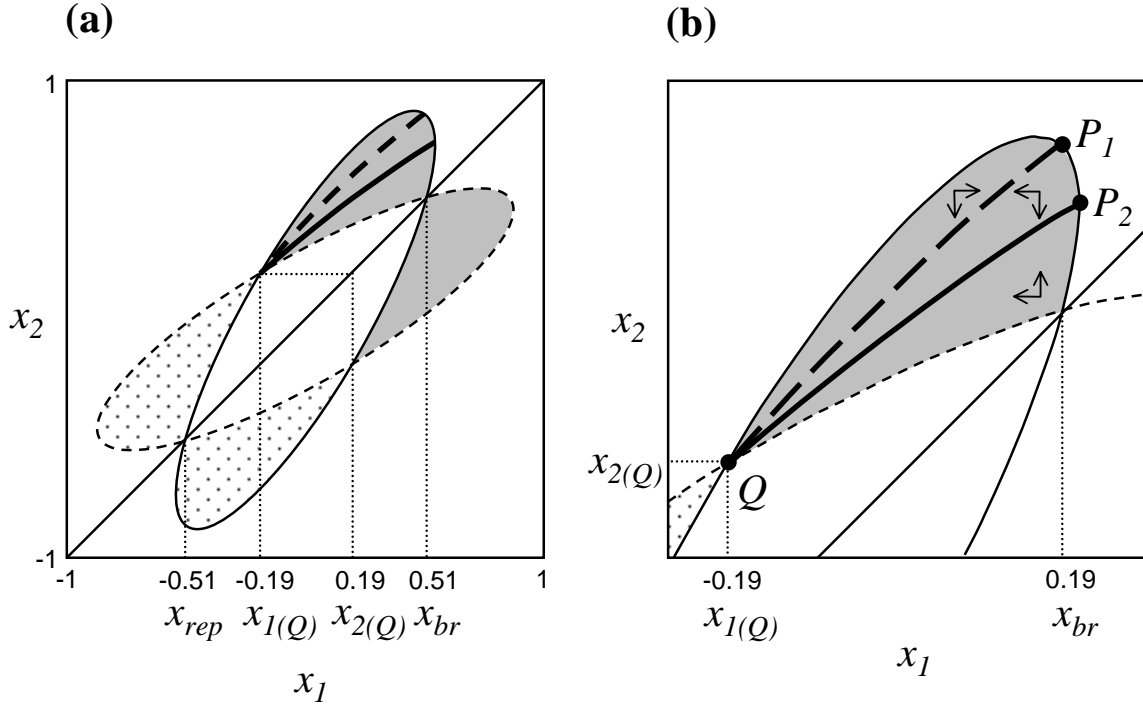 (a)
(b)
1
x2
-1
-1
-0.51
-0.19
0.19
0.51
1
xrep
x1(Q)
x2(Q)
xbr
x1
P1
P2
x2
x2(Q)
Q
-0.19
0.19
x1(Q)
xbr
x1